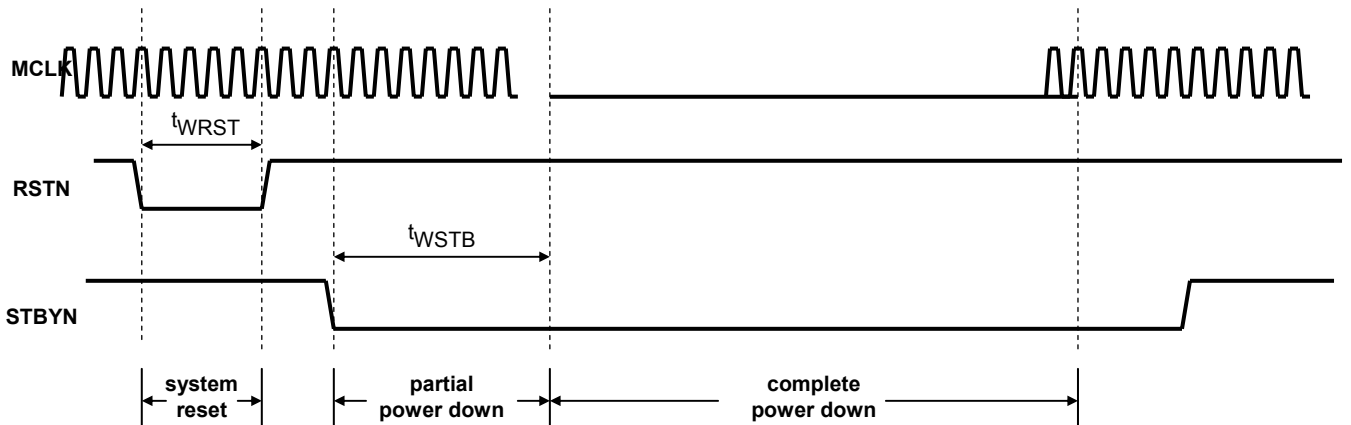 MCLK
tWRST
RSTN
tWSTB
STBYN
system
reset
partial
power down
complete
power down